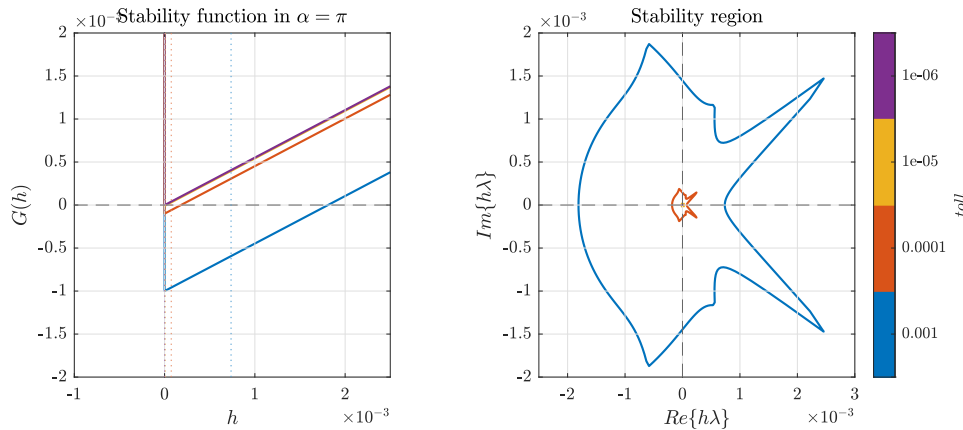 ×10⁻³
Stability function in α = π
2
1.5
1
0.5
0
-0.5
-1
-1.5
-2
G(h)
-1 0 1 2
h
×10⁻³
×10⁻³
Stability region
2
1.5
1
0.5
0
-0.5
-1
-1.5
-2
Im{hλ}
-2 -1 0 1 2 3
Re{hλ}
×10⁻³
1e-06
1e-05
0.0001
0.001
toll